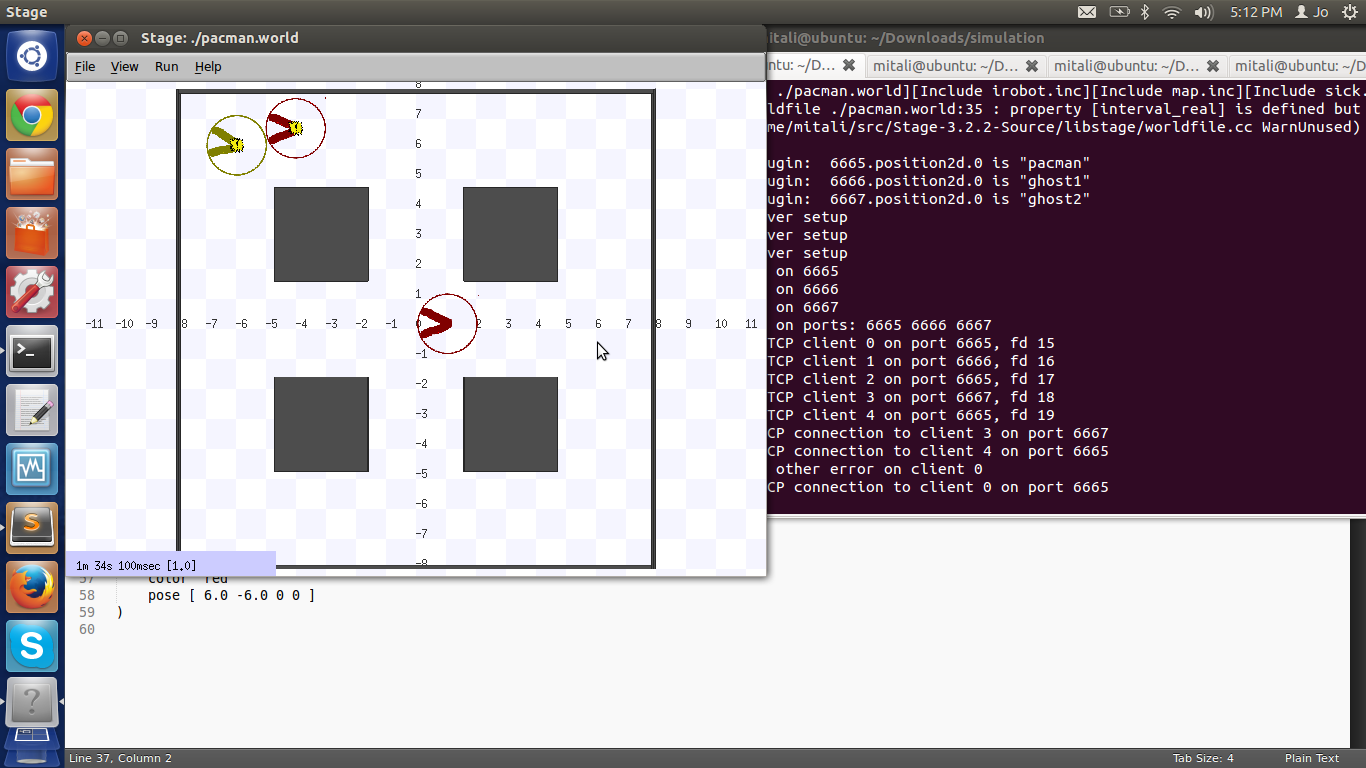 Stage
5:12 PM
Jo
Stage: ./pacman.world
itali@ubuntu: ~/Downloads/simulation
File View Run Help
ntu: ~/D... mitali@ubuntu: ~/D... mitali@ubuntu: ~/D... mitali@ubuntu: ~/D
8
7
6
5
4
3
2
1
-11 -10 -9 8 -7 -6 -5 -4 -3 -2 -1 0 2 3 4 5 6 7 8 9 10 11
-1
-2
-3
-4
-5
-6
-7
-8
1m 34s 100msec [1.0]
./pacman.world][Include irobot.inc][Include map.inc][Include sick.
ldfile ./pacman.world:35 : property [interval_real] is defined but
me/mitali/src/Stage-3.2.2-Source/libstage/worldfile.cc WarnUnused)
ugin:  6665.position2d.0 is "pacman"
ugin:  6666.position2d.0 is "ghost1"
ugin:  6667.position2d.0 is "ghost2"
ver setup
ver setup
ver setup
on 6665
on 6666
on 6667
on ports: 6665 6666 6667
TCP client 0 on port 6665, fd 15
TCP client 1 on port 6666, fd 16
TCP client 2 on port 6665, fd 17
TCP client 3 on port 6667, fd 18
TCP client 4 on port 6665, fd 19
CP connection to client 3 on port 6667
CP connection to client 4 on port 6665
other error on client 0
CP connection to client 0 on port 6665
57 color "red"
58 pose [ 6.0 -6.0 0 0 ]
59 )
60
Line 37, Column 2
Tab Size: 4
Plain Text